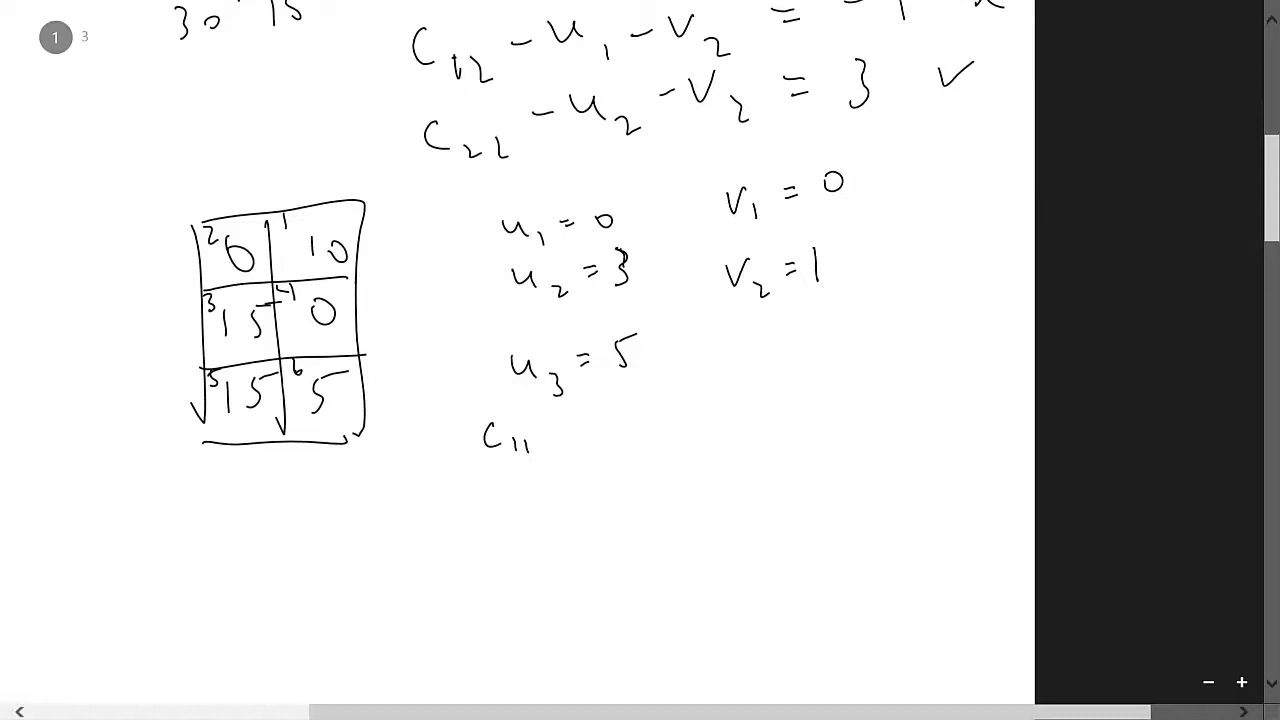 1 3
30 15
C12 - u1 - v2 = -1
C22 - u2 - v2 = 3 ✓
u1 = 0 v1 = 0
u2 = 3 v2 = 1
u3 = 5
C11
2 0 1 10
3 15 4 0
5 15 6 5
− +